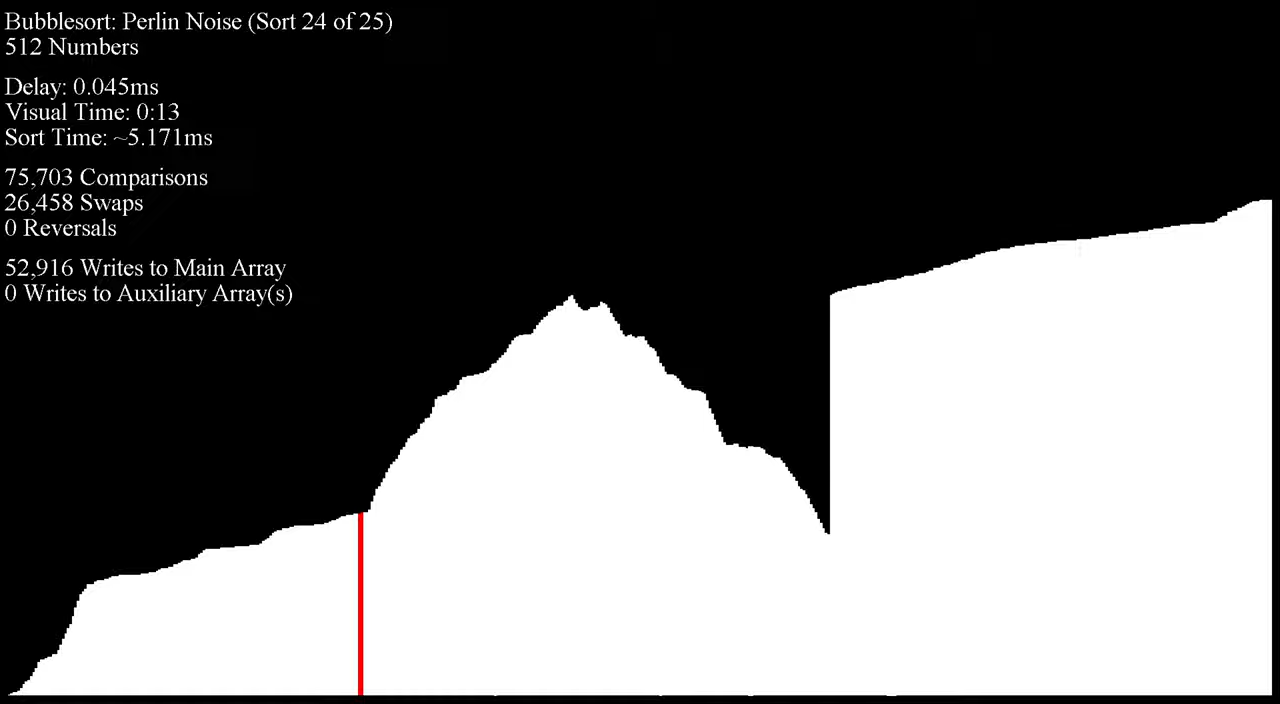 Bubblesort: Perlin Noise (Sort 24 of 25)
512 Numbers
Delay: 0.045ms
Visual Time: 0:13
Sort Time: ~5.171ms
75,703 Comparisons
26,458 Swaps
0 Reversals
52,916 Writes to Main Array
0 Writes to Auxiliary Array(s)